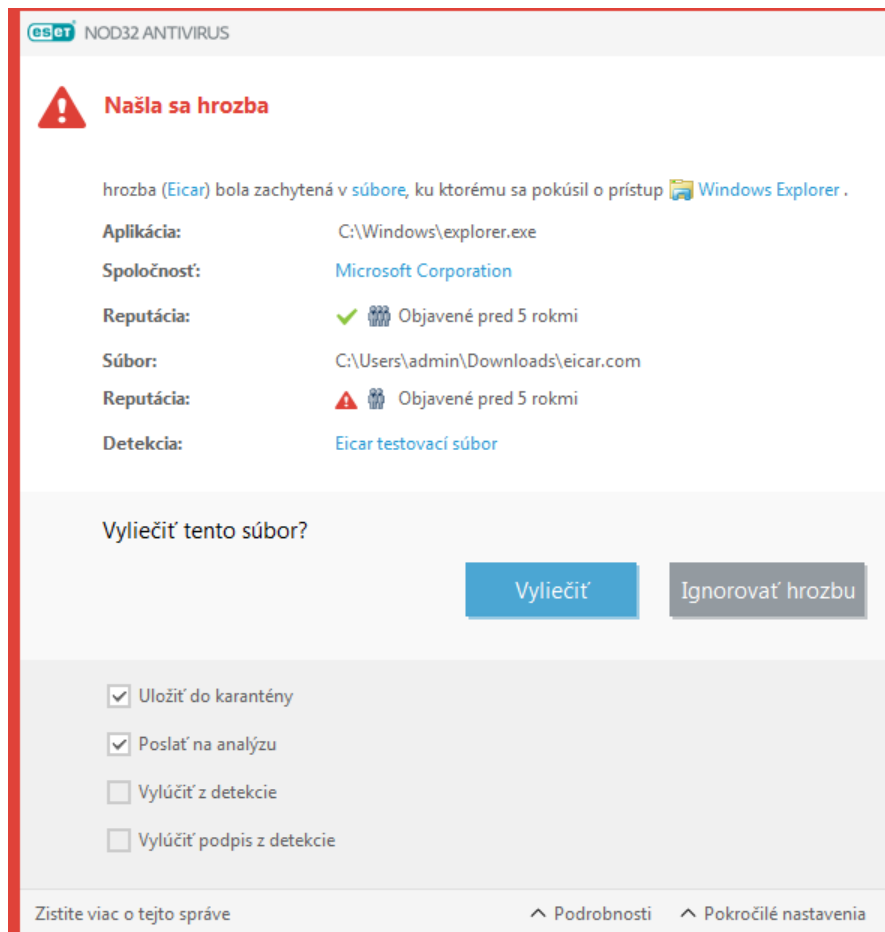 eset NOD32 ANTIVIRUS
Našla sa hrozba
hrozba (Eicar) bola zachytená v súbore, ku ktorému sa pokúsil o prístup Windows Explorer .
Aplikácia: C:\Windows\explorer.exe
Spoločnosť: Microsoft Corporation
Reputácia: Objavené pred 5 rokmi
Súbor: C:\Users\admin\Downloads\eicar.com
Reputácia: Objavené pred 5 rokmi
Detekcia: Eicar testovací súbor
Vyliečiť tento súbor?
Vyliečiť Ignorovať hrozbu
Uložiť do karantény
Poslať na analýzu
Vylúčiť z detekcie
Vylúčiť podpis z detekcie
Zistite viac o tejto správe Podrobnosti Pokročilé nastavenia